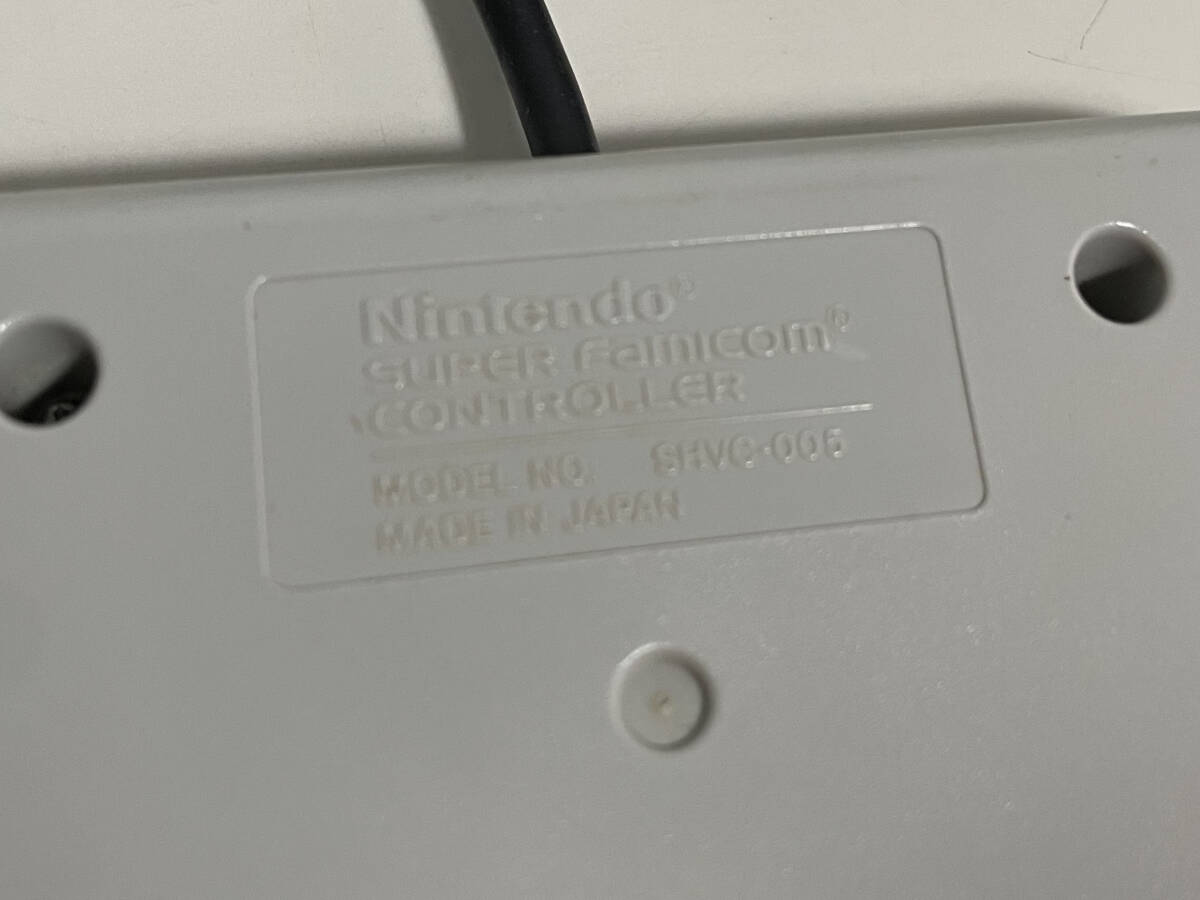 Nintendo®
SUPER Famicom®
CONTROLLER
MODEL NO. SHVC-005
MADE IN JAPAN